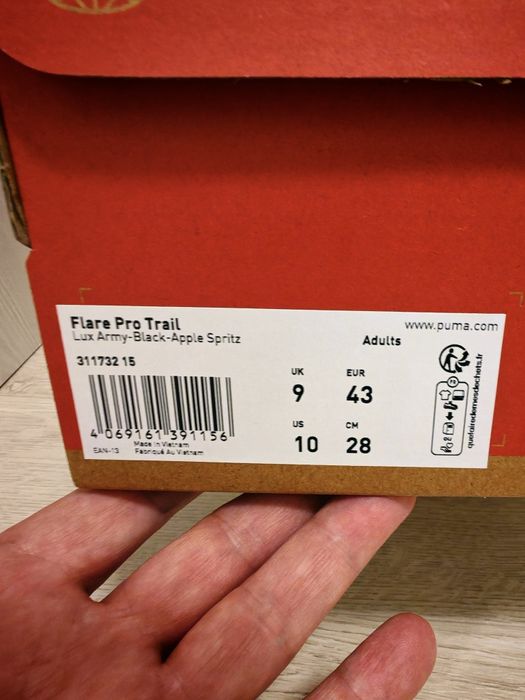 Flare Pro Trail
Lux Army-Black-Apple Spritz
www.puma.com
Adults
311732 15
4 069161 391156
EAN-13
Made In Vietnam
Fabriqué Au Vietnam
UK
9
EUR
43
US
10
CM
28
FR
quefairedemesdechets.fr